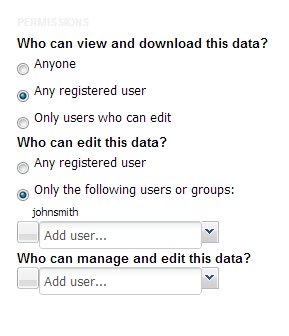 PERMISSIONS
Who can view and download this data?
Anyone
Any registered user
Only users who can edit
Who can edit this data?
Any registered user
Only the following users or groups:
johnsmith
Add user...
Who can manage and edit this data?
Add user...